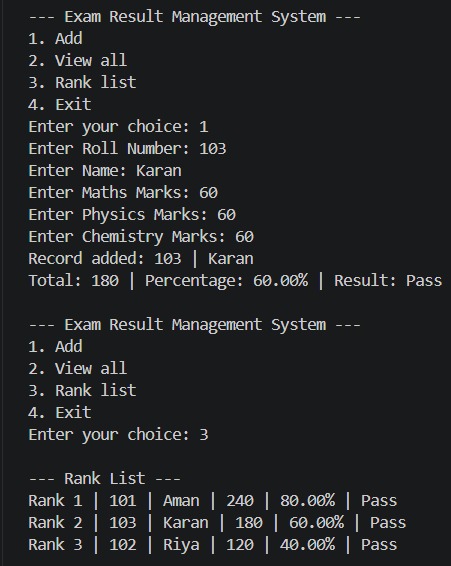 --- Exam Result Management System ---
1. Add
2. View all
3. Rank list
4. Exit
Enter your choice: 1
Enter Roll Number: 103
Enter Name: Karan
Enter Maths Marks: 60
Enter Physics Marks: 60
Enter Chemistry Marks: 60
Record added: 103 | Karan
Total: 180 | Percentage: 60.00% | Result: Pass
--- Exam Result Management System ---
1. Add
2. View all
3. Rank list
4. Exit
Enter your choice: 3
--- Rank List ---
Rank 1 | 101 | Aman | 240 | 80.00% | Pass
Rank 2 | 103 | Karan | 180 | 60.00% | Pass
Rank 3 | 102 | Riya | 120 | 40.00% | Pass